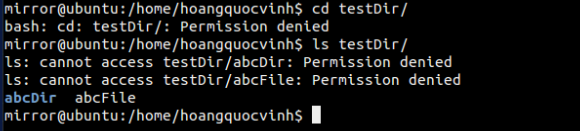 mirror@ubuntu:/home/hoangquocvinh$ cd testDir/
bash: cd: testDir/: Permission denied
mirror@ubuntu:/home/hoangquocvinh$ ls testDir/
ls: cannot access testDir/abcDir: Permission denied
ls: cannot access testDir/abcFile: Permission denied
abcDir  abcFile
mirror@ubuntu:/home/hoangquocvinh$